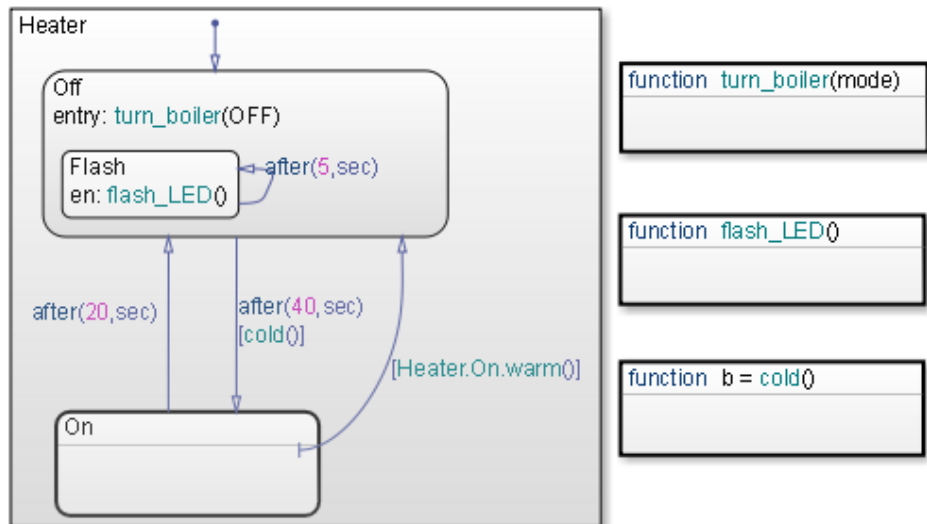 Heater
Off
entry: turn_boiler(OFF)
Flash
en: flash_LED()
after(5,sec)
after(20,sec)
after(40,sec)
[cold()]
[Heater.On.warm()]
On
function turn_boiler(mode)
function flash_LED()
function b = cold()